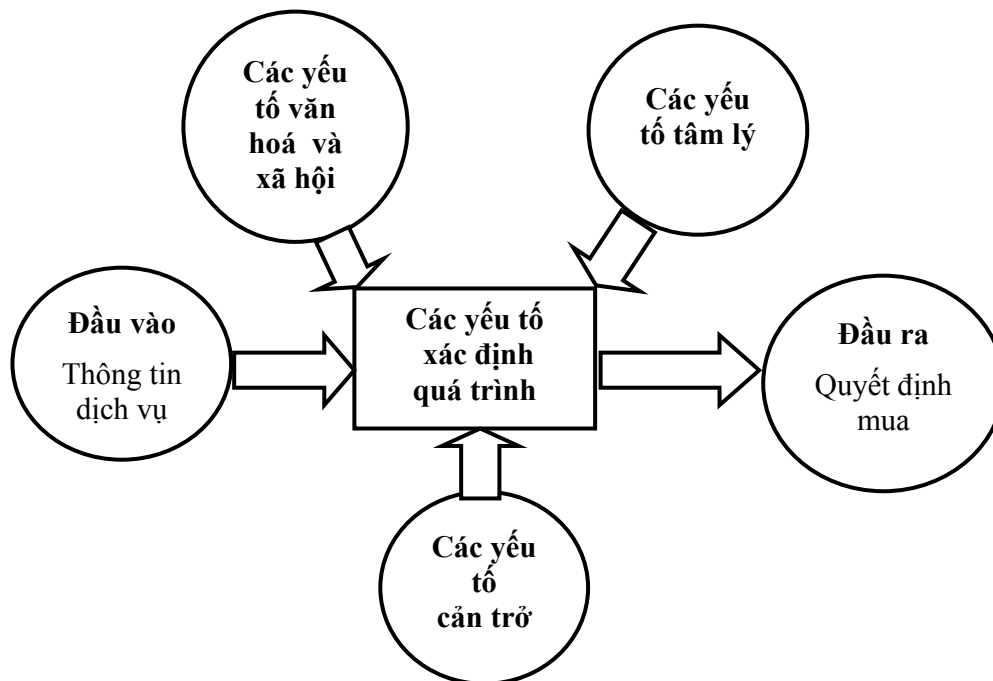 Các yếu
tố văn
hoá và
xã hội
Các yếu
tố tâm lý
Đầu vào
Thông tin
dịch vụ
Các yếu tố
xác định
quá trình
Đầu ra
Quyết định
mua
Các yếu
tố
cản trở